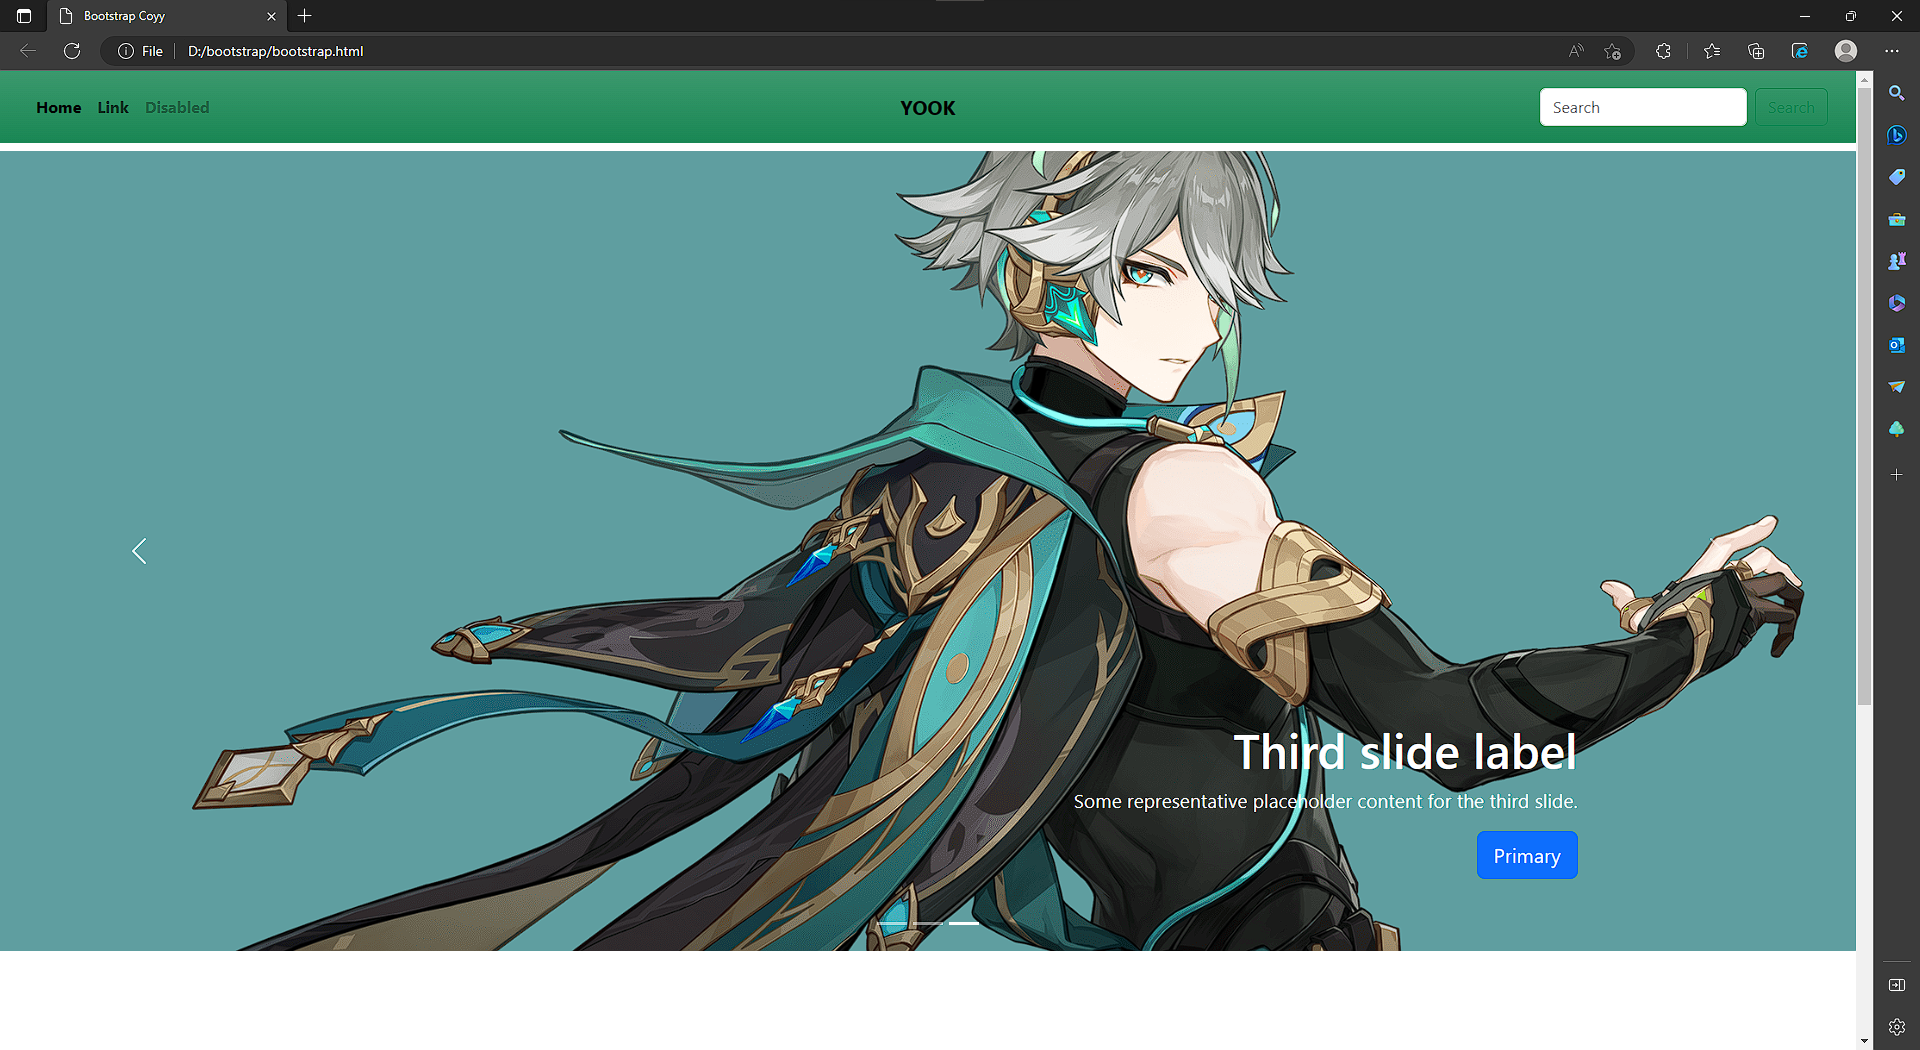 Bootstrap Coyy
File D:/bootstrap/bootstrap.html
Home Link Disabled YOOK Search Search
Third slide label
Some representative placeholder content for the third slide.
Primary